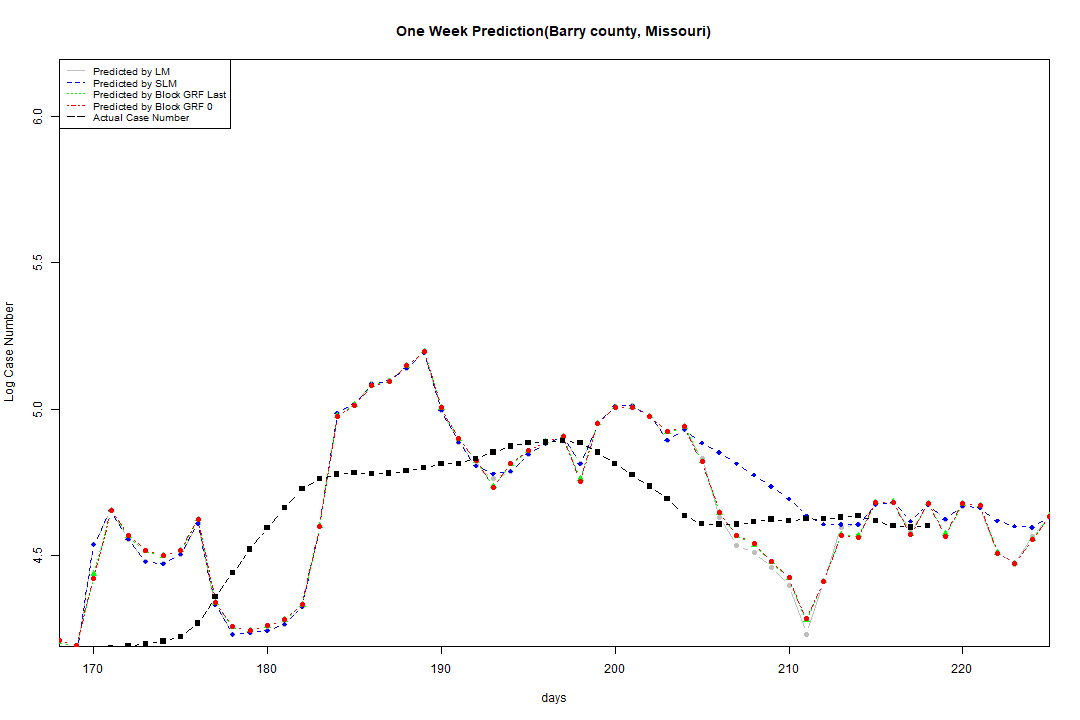 One Week Prediction(Barry county, Missouri)
Predicted by LM
Predicted by SLM
Predicted by Block GRF Last
Predicted by Block GRF 0
Actual Case Number
6.0
5.5
5.0
4.5
Log Case Number
170 180 190 200 210 220
days